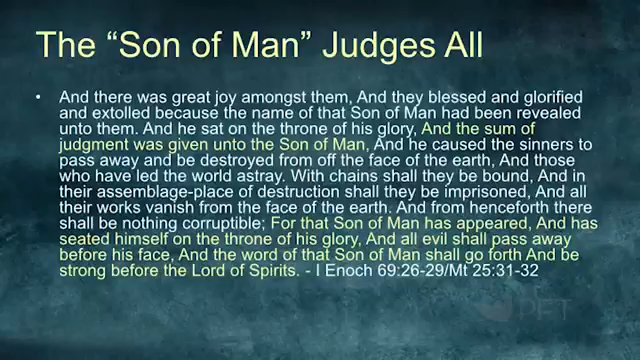 The “Son of Man” Judges All
• And there was great joy amongst them, And they blessed and glorified
and extolled because the name of that Son of Man had been revealed
unto them. And he sat on the throne of his glory, And the sum of
judgment was given unto the Son of Man, And he caused the sinners to
pass away and be destroyed from off the face of the earth, And those
who have led the world astray. With chains shall they be bound, And in
their assemblage-place of destruction shall they be imprisoned, And all
their works vanish from the face of the earth. And from henceforth there
shall be nothing corruptible; For that Son of Man has appeared, And has
seated himself on the throne of his glory, And all evil shall pass away
before his face, And the word of that Son of Man shall go forth And be
strong before the Lord of Spirits. - I Enoch 69:26-29/Mt 25:31-32